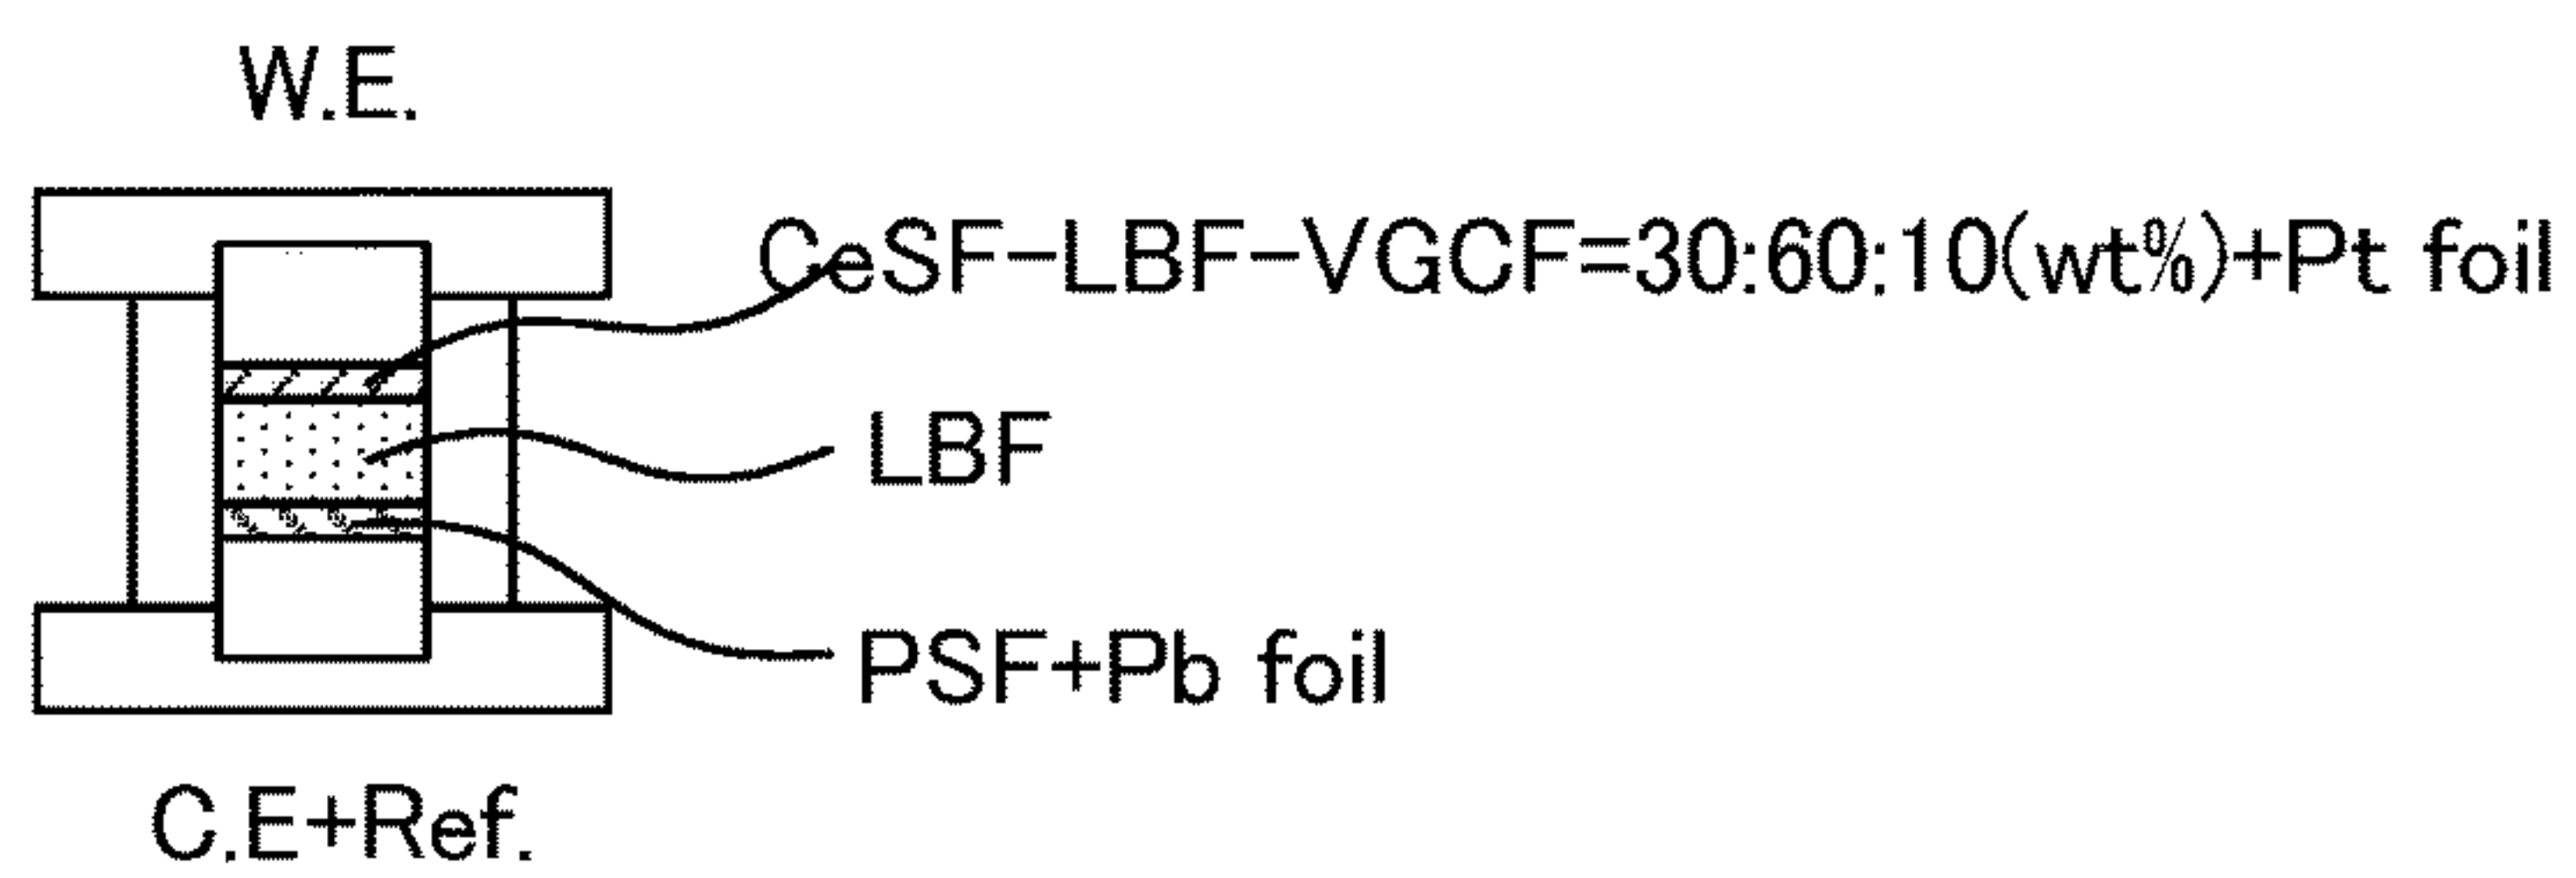 W.E.
CeSF-LBF-VGCF=30:60:10(wt%)+Pt foil
LBF
PSF+Pb foil
C.E+Ref.